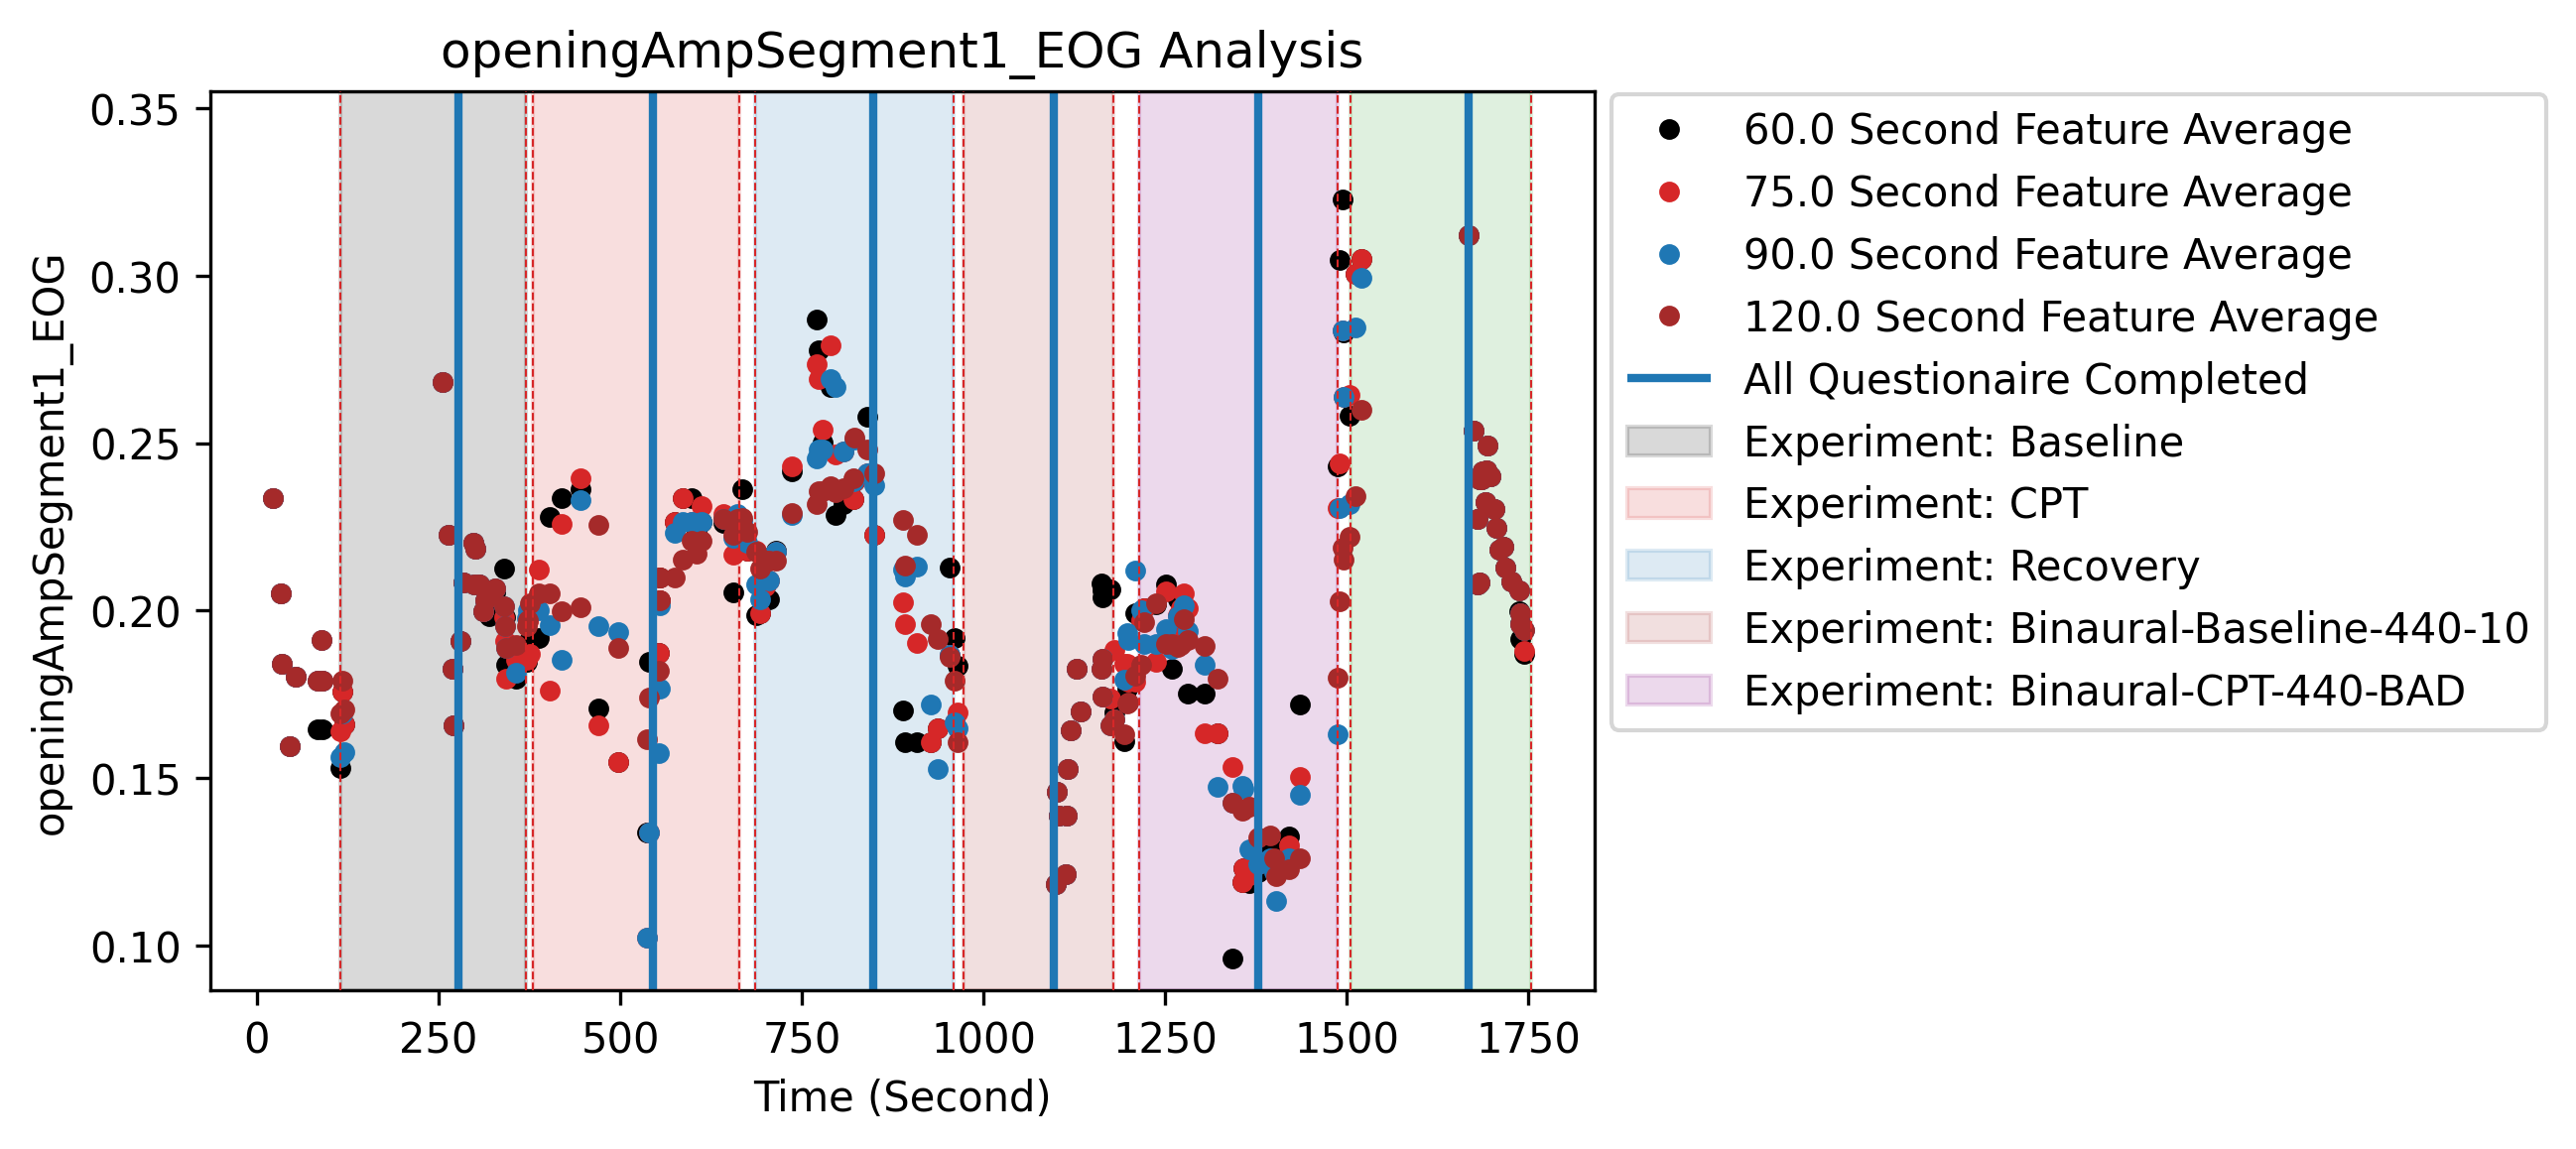 openingAmpSegment1_EOG Analysis
openingAmpSegment1_EOG
0.35
0.30
0.25
0.20
0.15
0.10
0
250
500
750
1000
1250
1500
1750
Time (Second)
60.0 Second Feature Average
75.0 Second Feature Average
90.0 Second Feature Average
120.0 Second Feature Average
All Questionaire Completed
Experiment: Baseline
Experiment: CPT
Experiment: Recovery
Experiment: Binaural-Baseline-440-10
Experiment: Binaural-CPT-440-BAD